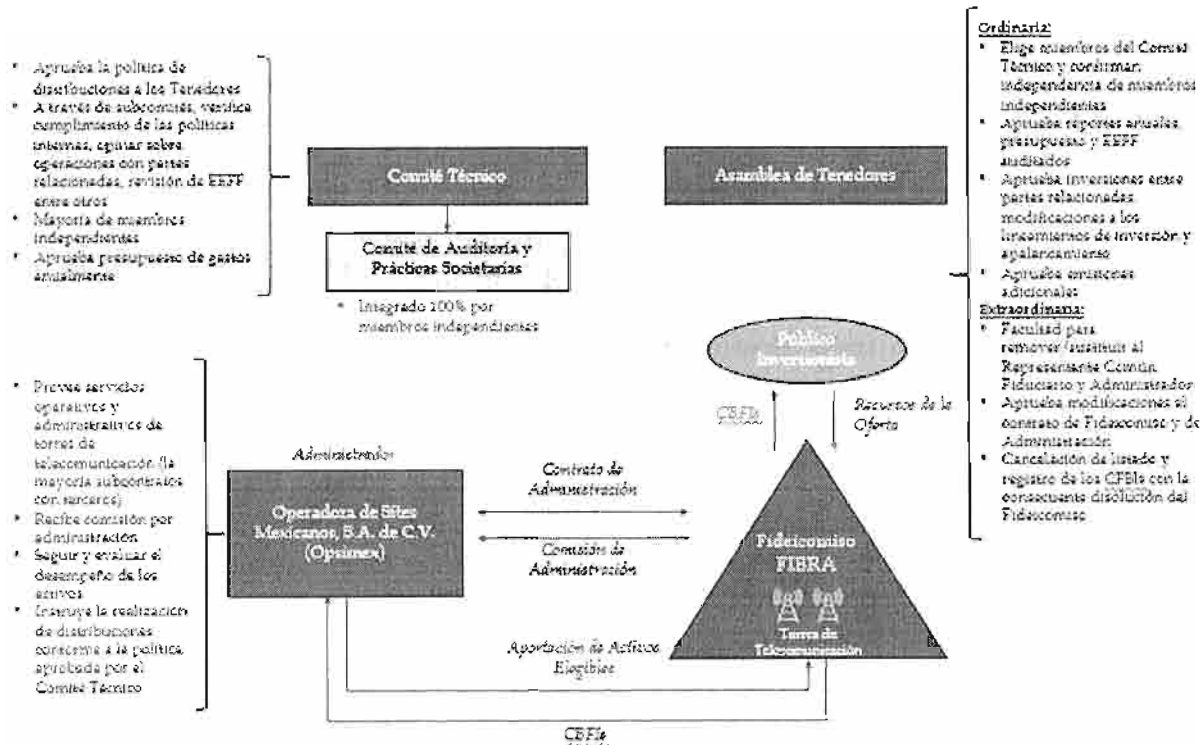 • Aprueba la política de
distribuciones a los Tenedores
• A través de subcomités, verifica
cumplimiento de las políticas
internas, opinar sobre
operaciones con partes
relacionadas, revisión de EEFF
entre otros
• Mayoría de miembros
independientes
• Aprueba presupuesto de gastos
anualmente
Comité Técnico
Comité de Auditoría y
Prácticas Societarias
• Integrado 100% por
miembros independientes
Asamblea de Tenedores
Ordinaria:
• Elige miembros del Comité
Técnico y confirman
independencia de miembros
independientes
• Aprueba reportes anuales,
presupuesto y EEFF
auditados
• Aprueba inversiones entre
partes relacionadas,
modificaciones a los
lineamientos de inversión y
apalancamiento
• Aprueba emisiones
adicionales
Extraordinaria:
• Facultad para
remover/sustituir al
Representante Común,
Fiduciario y Administrador
• Aprueba modificaciones al
contrato de Fideicomiso y de
Administración
• Cancelación de listado y
registro de los CFBIs con la
consecuente disolución del
Fideicomiso
Público
Inversionista
CBFIs
Recursos de la
Oferta
• Provee servicios
operativos y
administrativos de
torres de
telecomunicación (la
mayoría subcontratos
con terceros)
• Recibe comisión por
administración
• Seguir y evaluar el
desempeño de los
activos
• Instruye la realización
de distribuciones
conforme a la política
aprobada por el
Comité Técnico
Administrador
Operadora de Sites
Mexicanos, S.A. de C.V.
(Opsimex)
Contrato de
Administración
Comisión de
Administración
Fideicomiso
FIBRA
Torres de
Telecomunicación
Aportación de Activos
Elegibles
CBFIs